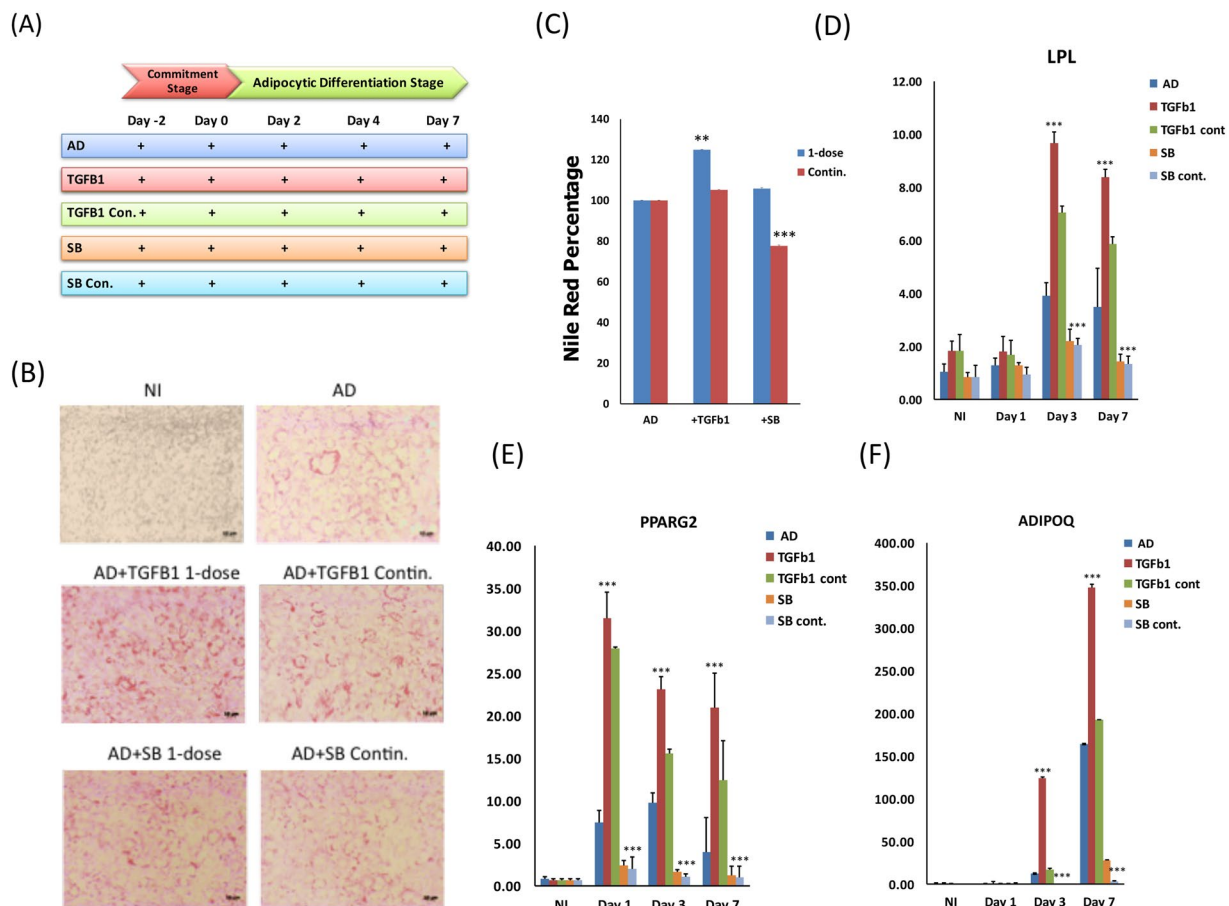 (A)
Commitment
Stage
Adipocytic Differentiation Stage
Day -2 Day 0 Day 2 Day 4 Day 7
AD + + + + +
TGFB1 + + + + +
TGFB1 Con. + + + + +
SB + + + + +
SB Con. + + + + +
(B)
NI AD
AD+TGFB1 1-dose AD+TGFB1 Contin.
AD+SB 1-dose AD+SB Contin.
(C)
Nile Red Percentage
140
120
100
80
60
40
20
0
**
***
1-dose
Contin.
AD +TGFb1 +SB
(D)
LPL
12.00
10.00
8.00
6.00
4.00
2.00
0.00
*** ***
*** ***
AD
TGFb1
TGFb1 cont
SB
SB cont.
NI Day 1 Day 3 Day 7
(E)
PPARG2
40.00
35.00
30.00
25.00
20.00
15.00
10.00
5.00
0.00
*** *** ***
*** *** ***
AD
TGFb1
TGFb1 cont
SB
SB cont.
NI Day 1 Day 3 Day 7
(F)
ADIPOQ
400.00
350.00
300.00
250.00
200.00
150.00
100.00
50.00
0.00
*** ***
*** ***
AD
TGFb1
TGFb1 cont
SB
SB cont.
NI Day 1 Day 3 Day 7